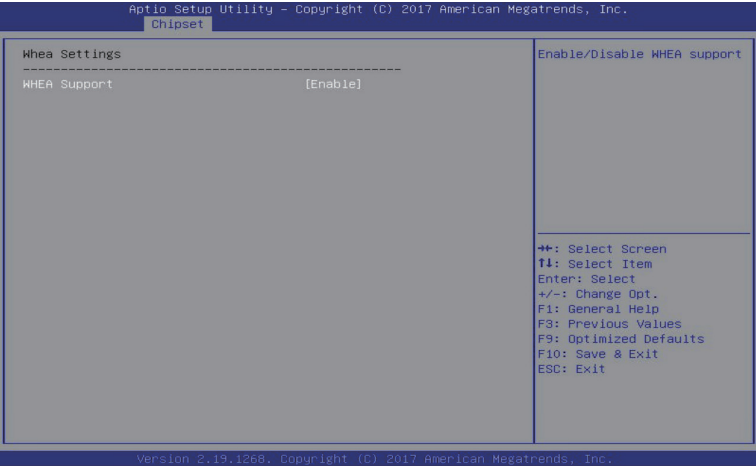 Aptio Setup Utility – Copyright (C) 2017 American Megatrends, Inc.
Chipset
Whea Settings
--------------------------------------------------
WHEA Support [Enable]
Enable/Disable WHEA support
→←: Select Screen
↑↓: Select Item
Enter: Select
+/-: Change Opt.
F1: General Help
F3: Previous Values
F9: Optimized Defaults
F10: Save & Exit
ESC: Exit
Version 2.19.1268. Copyright (C) 2017 American Megatrends, Inc.